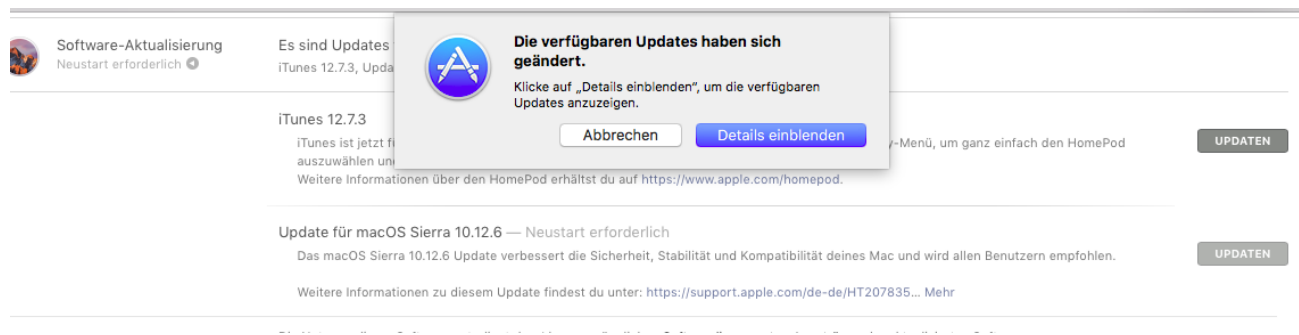 Software-Aktualisierung
Neustart erforderlich
Es sind Updates
iTunes 12.7.3, Upda
Die verfügbaren Updates haben sich
geändert.
Klicke auf „Details einblenden“, um die verfügbaren
Updates anzuzeigen.
Abbrechen
Details einblenden
iTunes 12.7.3
iTunes ist jetzt
-Menü, um ganz einfach den HomePod
auszuwählen
Weitere Informationen über den HomePod erhältst du auf https://www.apple.com/homepod.
UPDATEN
Update für macOS Sierra 10.12.6 — Neustart erforderlich
Das macOS Sierra 10.12.6 Update verbessert die Sicherheit, Stabilität und Kompatibilität deines Mac und wird allen Benutzern empfohlen.
UPDATEN
Weitere Informationen zu diesem Update findest du unter: https://support.apple.com/de-de/HT207835... Mehr